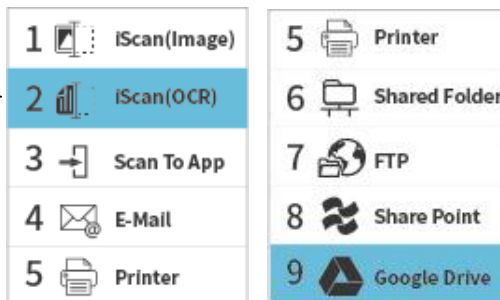 1 iScan(Image)
2 iScan(OCR)
3 Scan To App
4 E-Mail
5 Printer
5 Printer
6 Shared Folder
7 FTP
8 Share Point
9 Google Drive